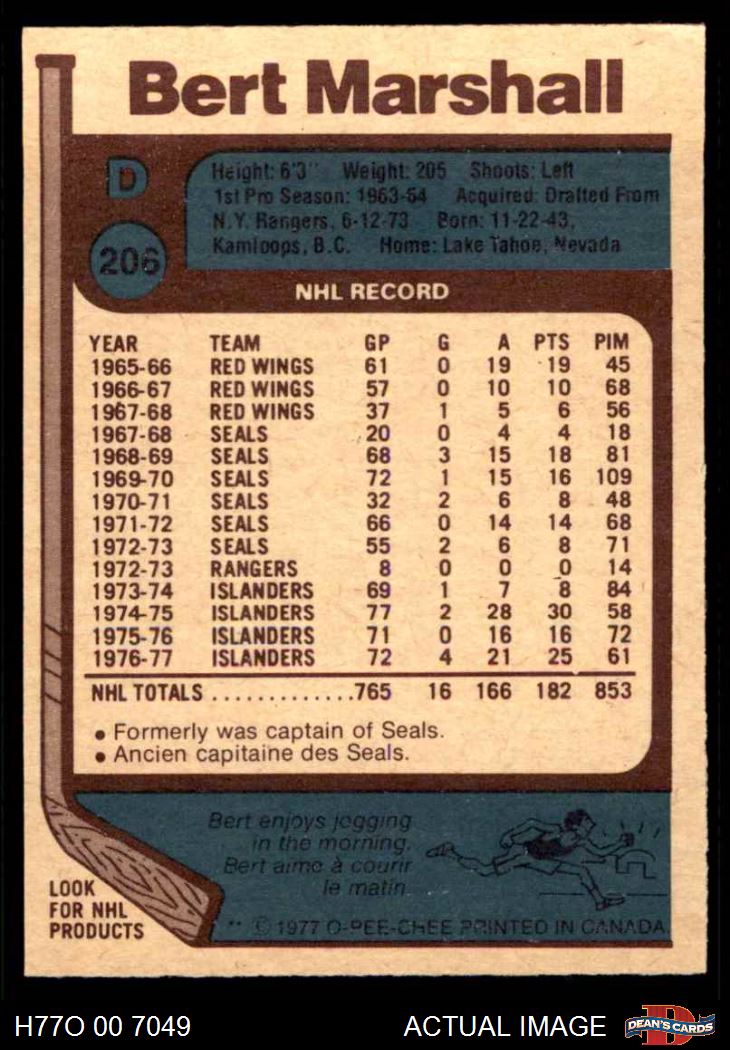 Bert Marshall
D
206
Height: 6'3" Weight: 205 Shoots: Left
1st Pro Season: 1963-64 Acquired: Drafted From
N.Y. Rangers, 6-12-73 Born: 11-22-43,
Kamloops, B.C. Home: Lake Tahoe, Nevada
NHL RECORD
YEAR TEAM GP G A PTS PIM
1965-66 RED WINGS 61 0 19 19 45
1966-67 RED WINGS 57 0 10 10 68
1967-68 RED WINGS 37 1 5 6 56
1967-68 SEALS 20 0 4 4 18
1968-69 SEALS 68 3 15 18 81
1969-70 SEALS 72 1 15 16 109
1970-71 SEALS 32 2 6 8 48
1971-72 SEALS 66 0 14 14 68
1972-73 SEALS 55 2 6 8 71
1972-73 RANGERS 8 0 0 0 14
1973-74 ISLANDERS 69 1 7 8 84
1974-75 ISLANDERS 77 2 28 30 58
1975-76 ISLANDERS 71 0 16 16 72
1976-77 ISLANDERS 72 4 21 25 61
NHL TOTALS .............765 16 166 182 853
• Formerly was captain of Seals.
• Ancien capitaine des Seals.
Bert enjoys jogging
in the morning.
Bert aime à courir
le matin.
LOOK
FOR NHL
PRODUCTS
** © 1977 O-PEE-CHEE PRINTED IN CANADA
H77O 00 7049
ACTUAL IMAGE
D
DEAN'S CARDS